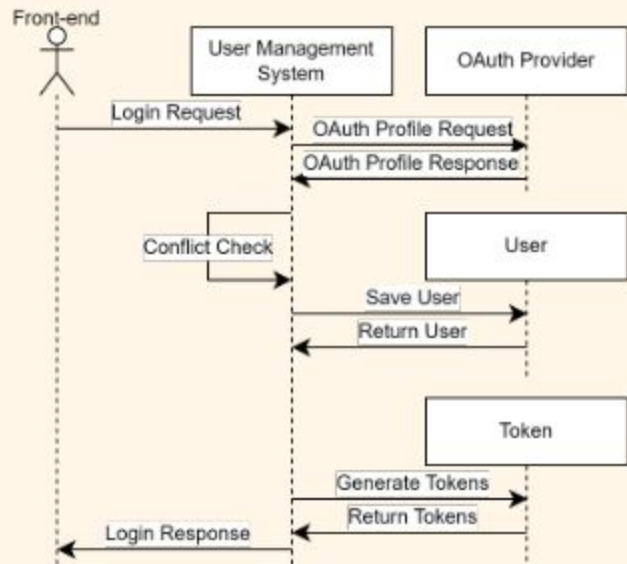 Front-end
User Management
System
OAuth Provider
Login Request
OAuth Profile Request
OAuth Profile Response
Conflict Check
User
Save User
Return User
Token
Generate Tokens
Return Tokens
Login Response